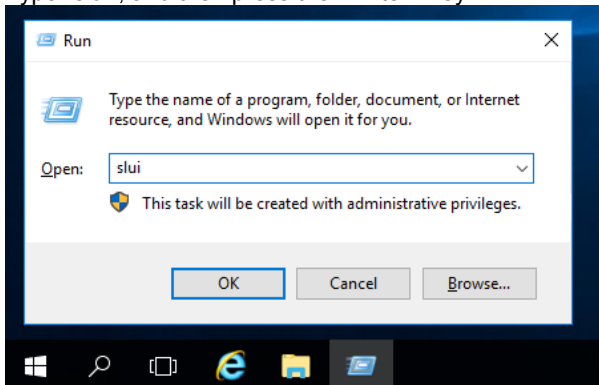 Run
Type the name of a program, folder, document, or Internet
resource, and Windows will open it for you.
Open:
slui
This task will be created with administrative privileges.
OK Cancel Browse...